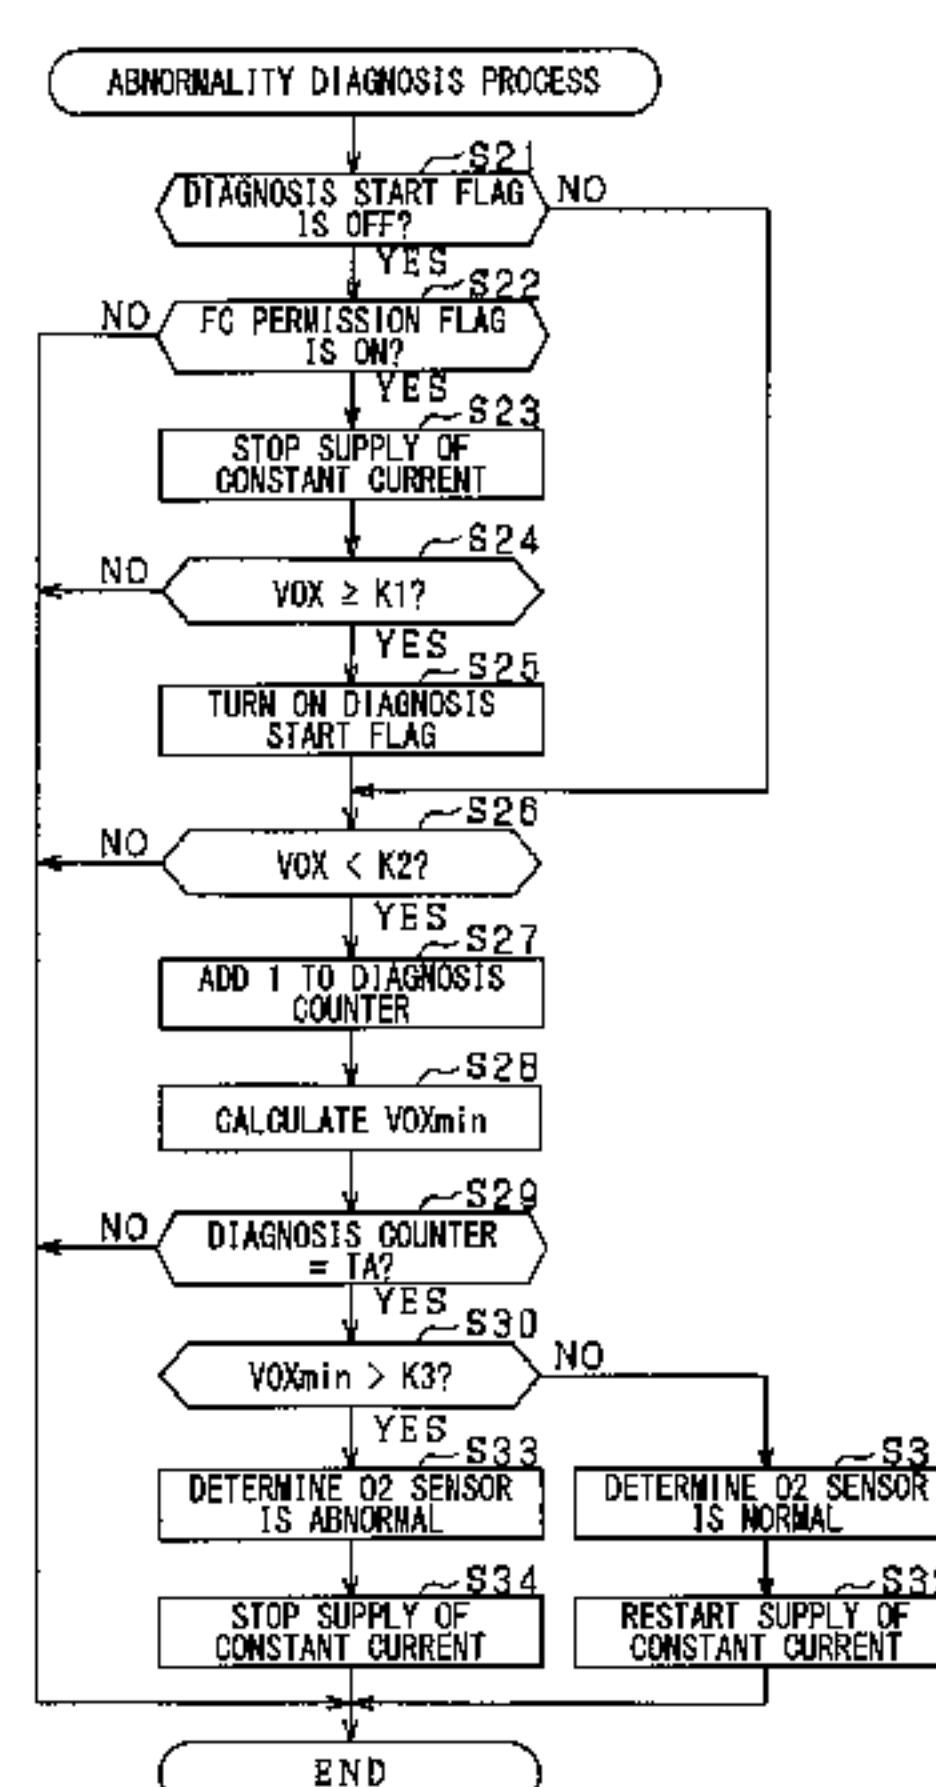 ABNORMALITY DIAGNOSIS PROCESS
S21
DIAGNOSIS START FLAG
IS OFF?
NO
YES
S22
FC PERMISSION FLAG
IS ON?
NO
YES
S23
STOP SUPPLY OF
CONSTANT CURRENT
S24
VOX ≥ K1?
NO
YES
S25
TURN ON DIAGNOSIS
START FLAG
S26
VOX < K2?
NO
YES
S27
ADD 1 TO DIAGNOSIS
COUNTER
S28
CALCULATE VOXmin
S29
DIAGNOSIS COUNTER
= TA?
NO
YES
S30
VOXmin > K3?
NO
YES
S33
DETERMINE O2 SENSOR
IS ABNORMAL
S3
DETERMINE O2 SENSOR
IS NORMAL
S34
STOP SUPPLY OF
CONSTANT CURRENT
S3
RESTART SUPPLY OF
CONSTANT CURRENT
END